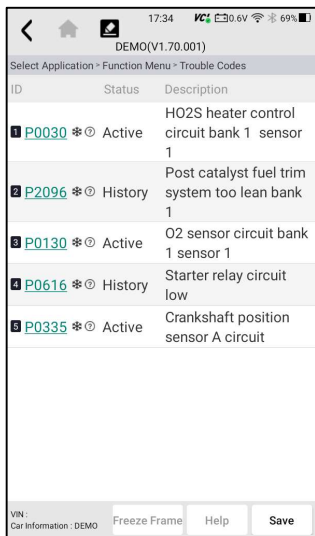 17:34 VC 0.6V 69%
DEMO(V1.70.001)
Select Application > Function Menu > Trouble Codes
ID Status Description
1 P0030 Active HO2S heater control
circuit bank 1 sensor
1
2 P2096 History Post catalyst fuel trim
system too lean bank
1
3 P0130 Active O2 sensor circuit bank
1 sensor 1
4 P0616 History Starter relay circuit
low
5 P0335 Active Crankshaft position
sensor A circuit
VIN :
Car Information : DEMO
Freeze Frame Help Save